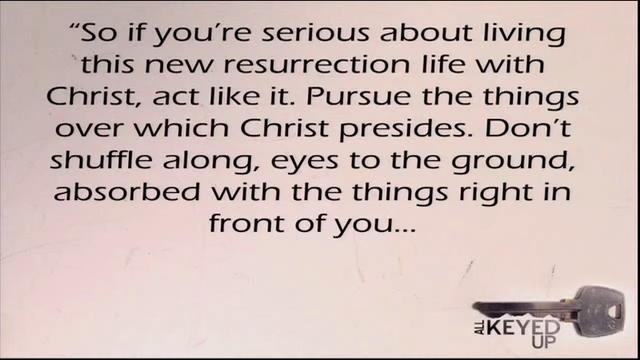 “So if you’re serious about living
this new resurrection life with
Christ, act like it. Pursue the things
over which Christ presides. Don’t
shuffle along, eyes to the ground,
absorbed with the things right in
front of you...
ALL KEYED
UP